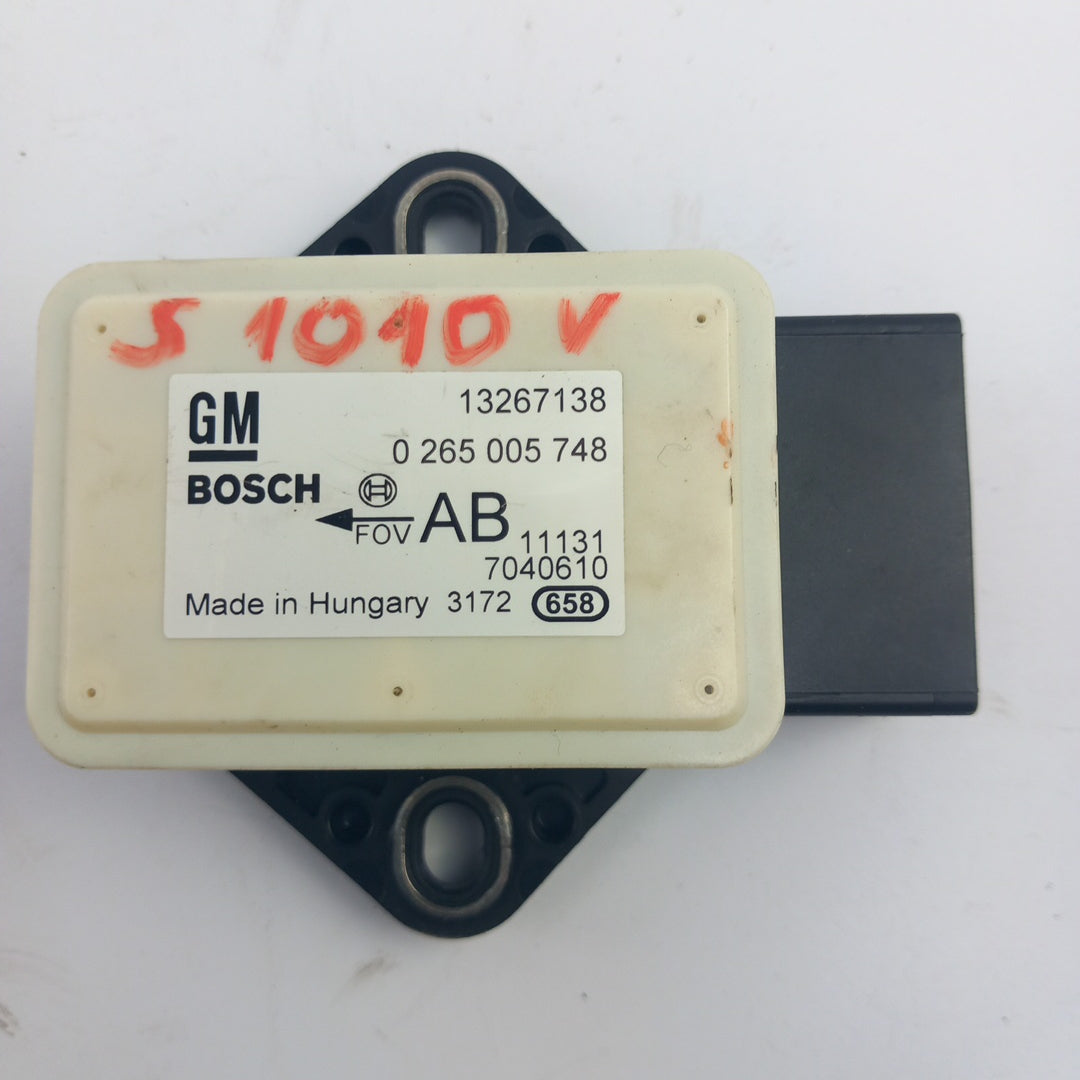 S 1010 V
GM 13267138
0 265 005 748
BOSCH
FOV AB 11131
7040610
Made in Hungary 3172 658